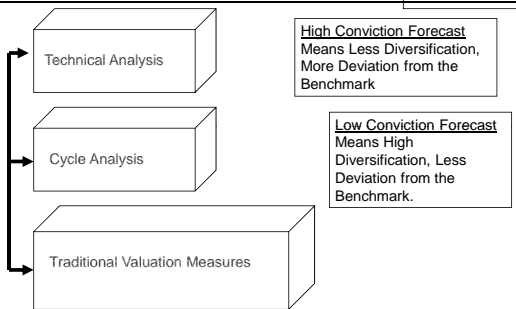 Technical Analysis
High Conviction Forecast
Means Less Diversification,
More Deviation from the
Benchmark
Cycle Analysis
Low Conviction Forecast
Means High
Diversification, Less
Deviation from the
Benchmark.
Traditional Valuation Measures